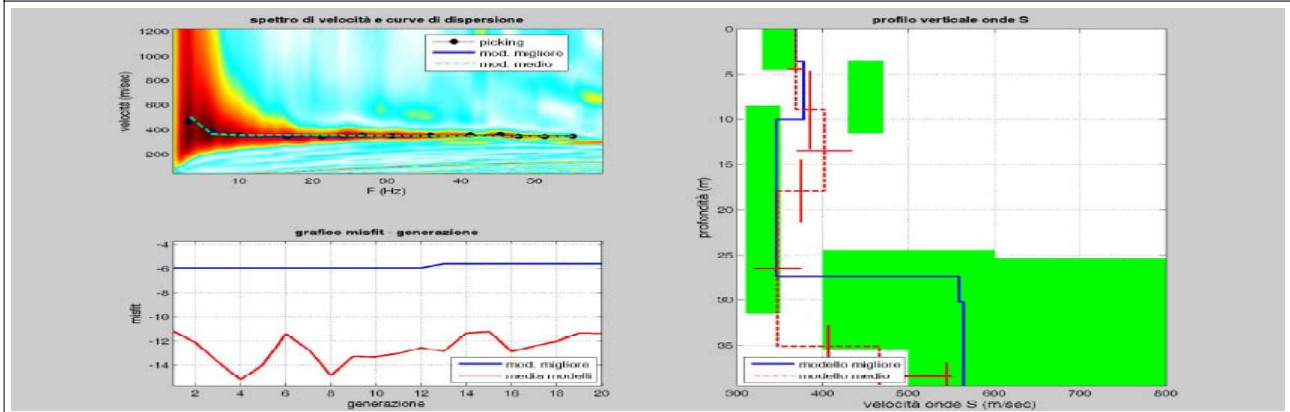 spettro di velocità e curve di dispersione
1200
1000
800
600
400
200
velocità (m/sec)
10
20
30
40
50
F (Hz)
picking
mod. migliore
mod. medio
grafico misfit - generazione
-4
-6
-8
-10
-12
-14
misfit
2
4
6
8
10
12
14
16
18
20
generazione
mod. migliore
media modelli
profilo verticale onde S
0
5
10
15
20
25
30
35
profondità (m)
300
400
500
600
700
800
velocità onde S (m/sec)
modello migliore
modello medio